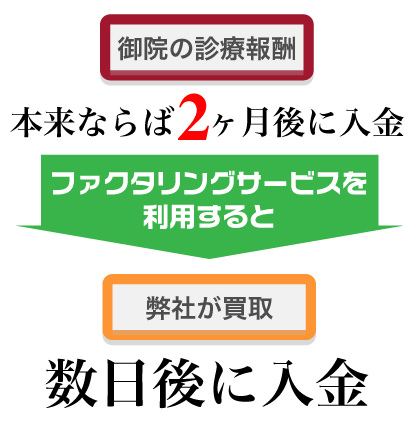 御院の診療報酬
本来ならば2ヶ月後に入金
ファクタリングサービスを
利用すると
弊社が買取
数日後に入金